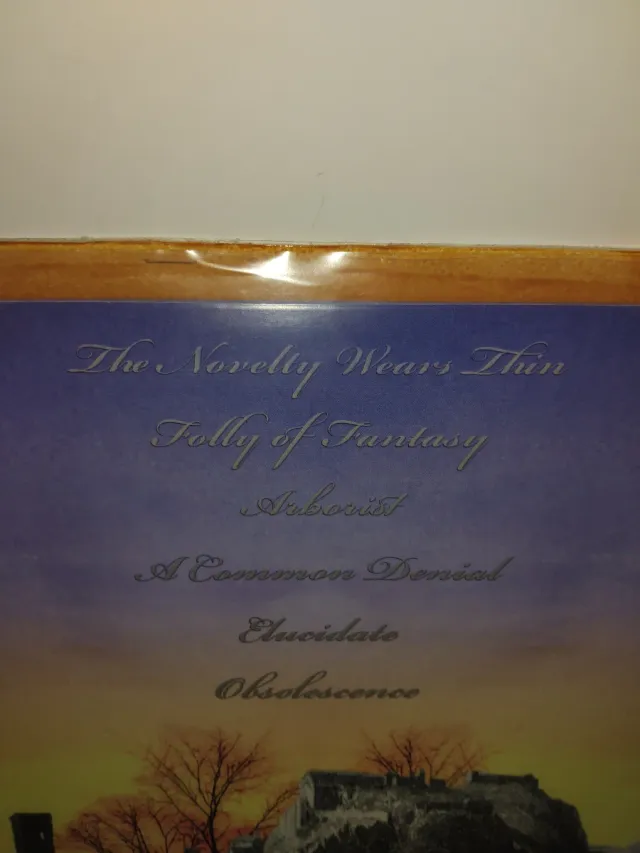 The Novelty Wears Thin
Folly of Fantasy
Arborist
A Common Denial
Elucidate
Obsolescence